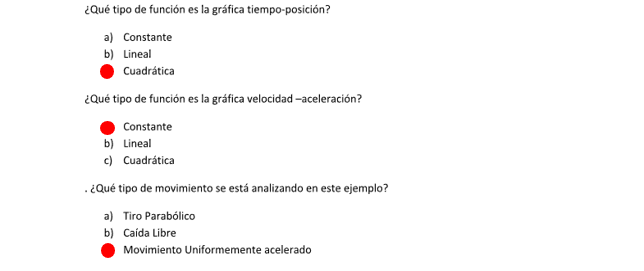 ¿Qué tipo de función es la gráfica tiempo-posición?
a) Constante
b) Lineal
Cuadrática
¿Qué tipo de función es la gráfica velocidad –aceleración?
Constante
b) Lineal
c) Cuadrática
. ¿Qué tipo de movimiento se está analizando en este ejemplo?
a) Tiro Parabólico
b) Caída Libre
Movimiento Uniformemente acelerado